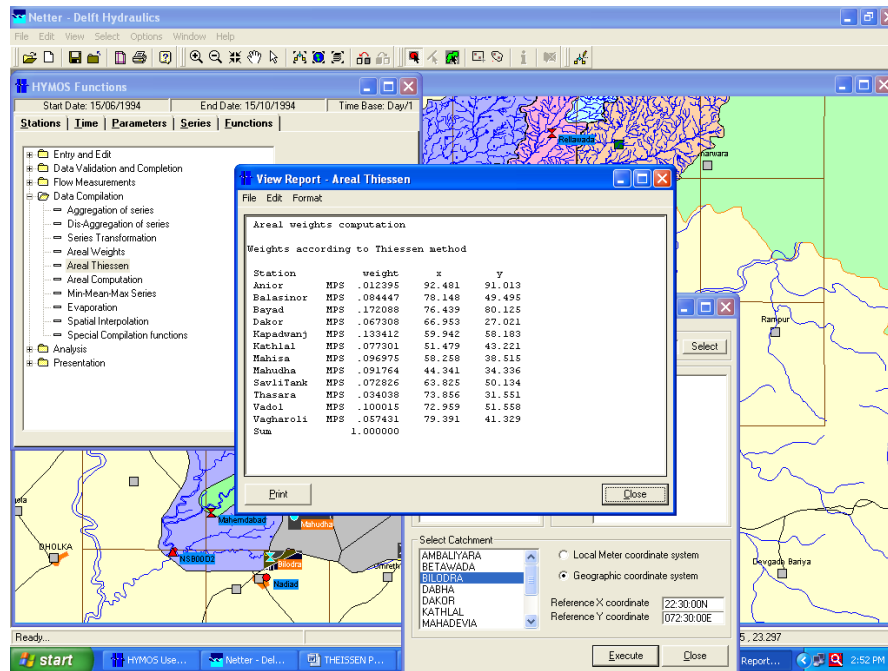 Netter - Delft Hydraulics
File Edit View Select Options Window Help
HYMOS Functions
Start Date: 15/06/1994 End Date: 15/10/1994 Time Base: Day/1
Stations Time Parameters Series Functions
Entry and Edit
Data Validation and Completion
Flow Measurements
Data Compilation
Aggregation of series
Dis-Aggregation of series
Series Transformation
Areal Weights
Areal Thiessen
Areal Computation
Min-Mean-Max Series
Evaporation
Spatial Interpolation
Special Compilation functions
Analysis
Presentation
Rellawada
Rampur
Devgadh Bariya
View Report - Areal Thiessen
File Edit Format
Areal weights computation
Weights according to Thiessen method
Station weight x y
Anior MPS .012395 92.481 91.013
Balasinor MPS .084447 78.148 49.495
Bayad MPS .172088 76.439 80.125
Dakor MPS .067308 66.953 27.021
Kapadwanj MPS .133412 59.942 58.183
Kathlal MPS .077301 51.479 43.221
Mahisa MPS .096975 58.258 38.515
Mahudha MPS .091764 44.341 34.336
SavliTank MPS .072826 63.825 50.134
Thasara MPS .034038 73.856 31.551
Vadol MPS .100015 72.959 51.558
Vagharoli MPS .057431 79.391 41.329
Sum 1.000000
Print Close
Select
DHOLKA
Mahemdabad
Mahudha
NSB00O2
Bilodra
Nadiad
Select Catchment
AMBALIYARA
BETAWADA
BILODRA
DABHA
DAKOR
KATHLAL
MAHADEVIA
Local Meter coordinate system
Geographic coordinate system
Reference X coordinate 22:30:00N
Reference Y coordinate 072:30:00E
Execute Close
Ready...
5 , 23.297
start HYMOS Use... Netter - Del... THEISSEN P... Report... 2:52 PM